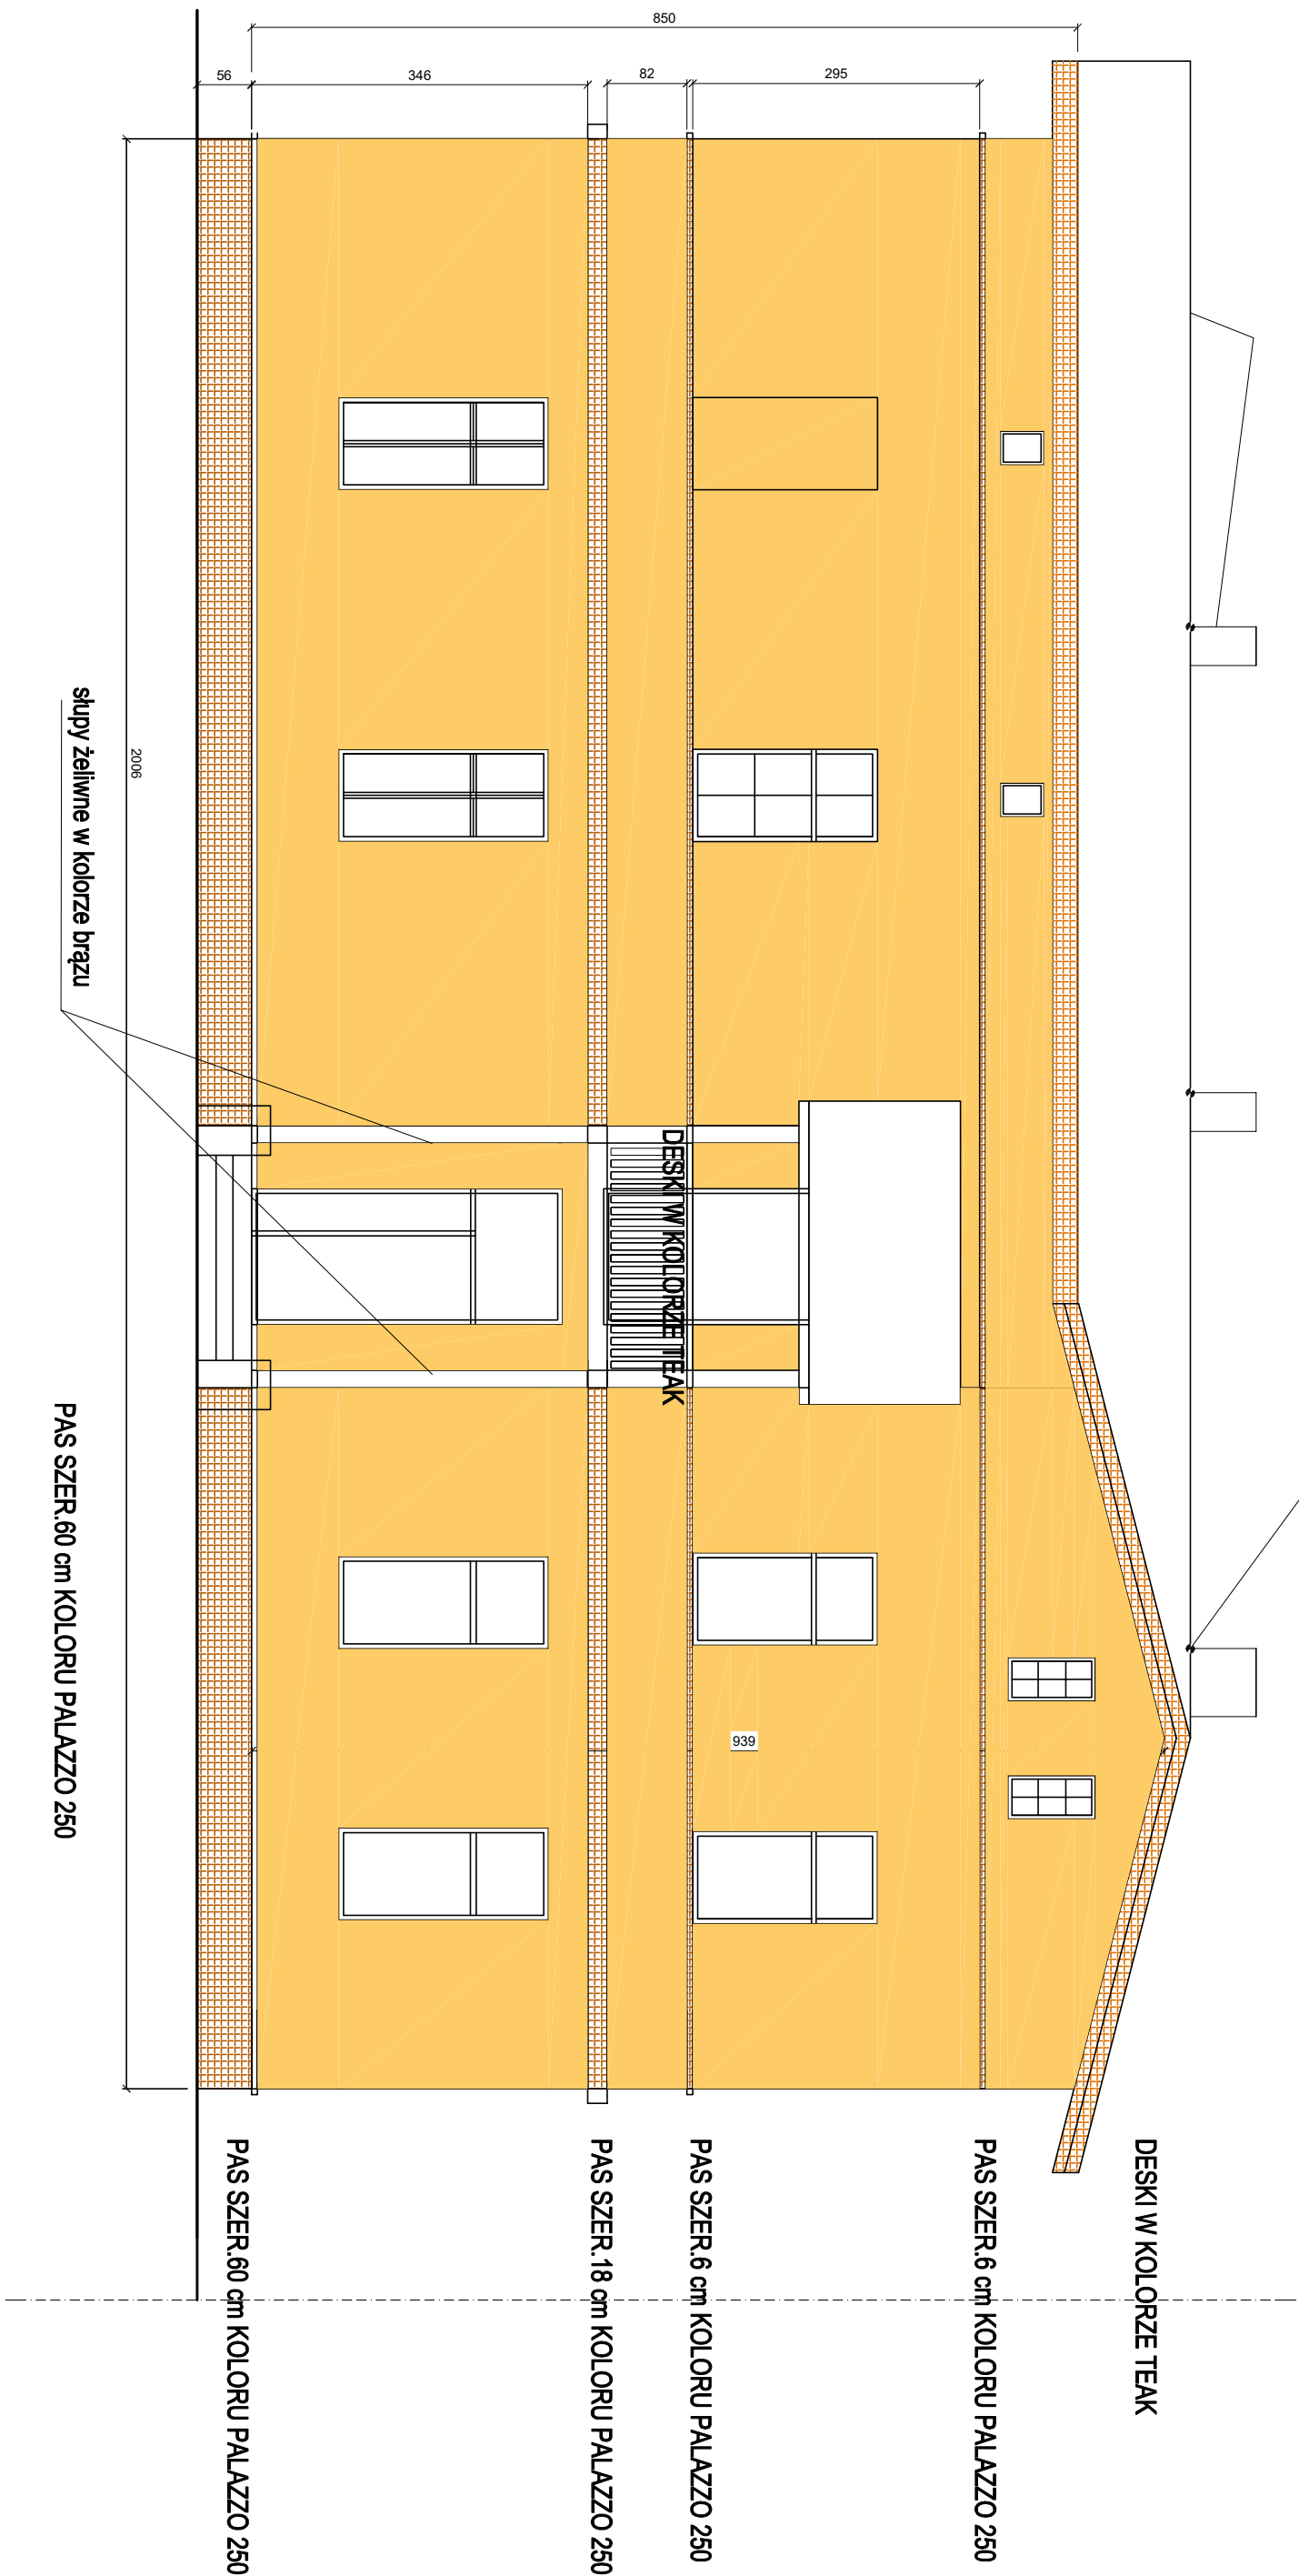 850
56
346
82
295
2006
939
słupy żeliwne w kolorze brązu
DESKI W KOLORZE TEAK
PAS SZER.60 cm KOLORU PALAZZO 250
DESKI W KOLORZE TEAK
PAS SZER.6 cm KOLORU PALAZZO 250
PAS SZER.6 cm KOLORU PALAZZO 250
PAS SZER.18 cm KOLORU PALAZZO 250
PAS SZER.60 cm KOLORU PALAZZO 250